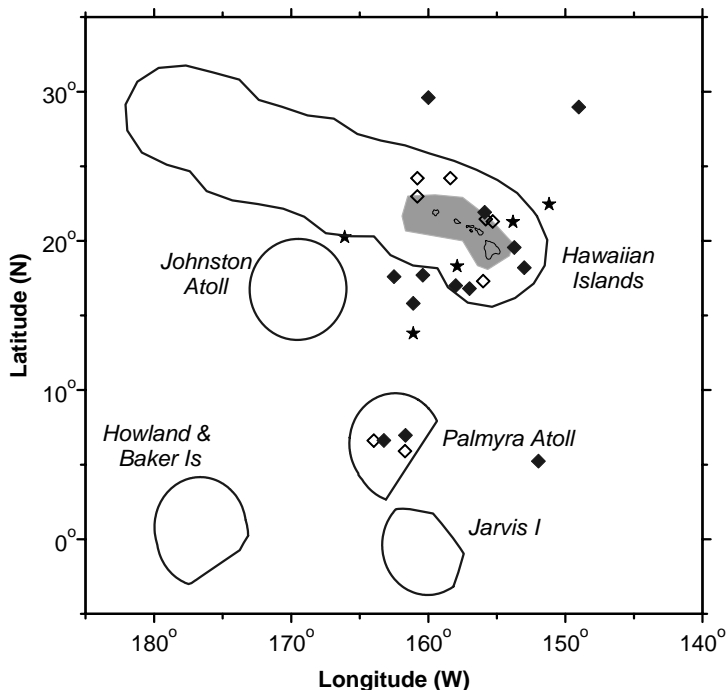 30°
20°
10°
0°
Latitude (N)
Hawaiian
Islands
Johnston
Atoll
Howland &
Baker Is
Palmyra Atoll
Jarvis I
180° 170° 160° 150° 140°
Longitude (W)